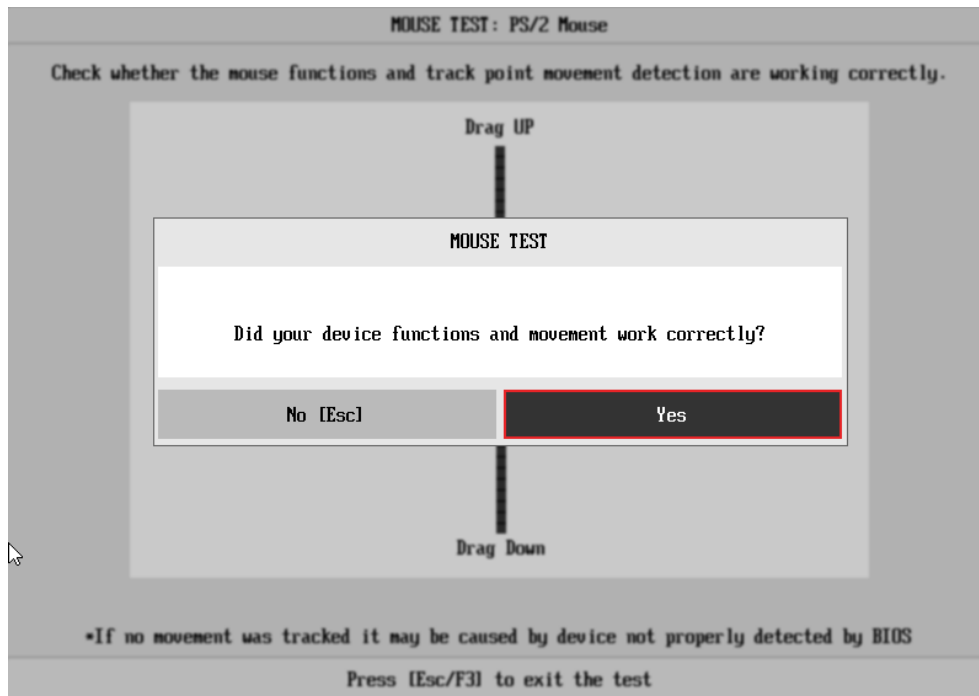 MOUSE TEST: PS/2 Mouse
Check whether the mouse functions and track point movement detection are working correctly.
Drag UP
MOUSE TEST
Did your device functions and movement work correctly?
No [Esc]
Yes
Drag Down
•If no movement was tracked it may be caused by device not properly detected by BIOS
Press [Esc/F3] to exit the test